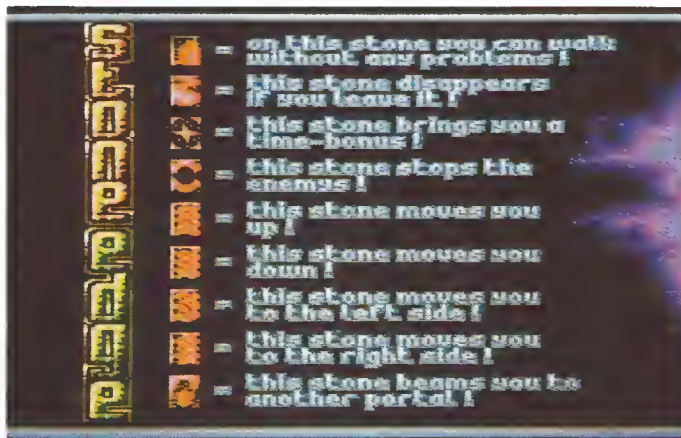 = on this stone you can walk
without any problems !
= this stone disappears
if you leave it !
= this stone brings you a
time-bonus !
= this stone stops the
enemys !
= this stone moves you
up !
= this stone moves you
down !
= this stone moves you
to the left side !
= this stone moves you
to the right side !
= this stone beams you to
another portal !